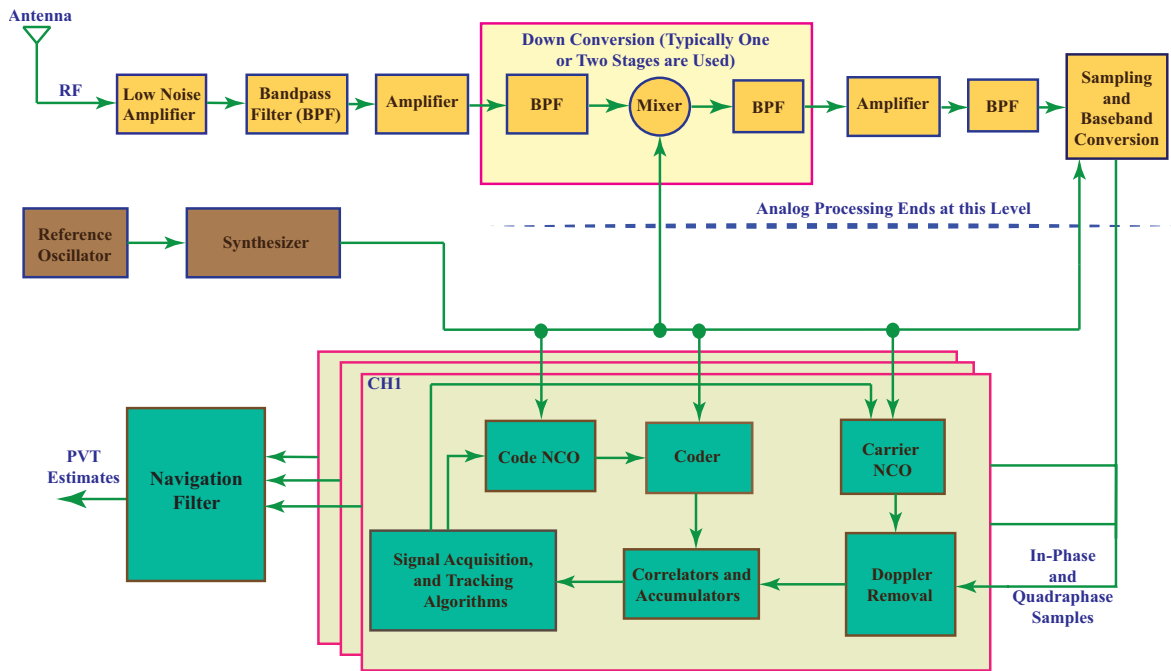 Antenna
RF
Low Noise
Amplifier
Bandpass
Filter (BPF)
Amplifier
Down Conversion (Typically One
or Two Stages are Used)
BPF
Mixer
BPF
Amplifier
BPF
Sampling
and
Baseband
Conversion
Analog Processing Ends at this Level
Reference
Oscillator
Synthesizer
CH1
Code NCO
Coder
Carrier
NCO
PVT
Estimates
Navigation
Filter
Signal Acquisition,
and Tracking
Algorithms
Correlators and
Accumulators
Doppler
Removal
In-Phase
and
Quadraphase
Samples